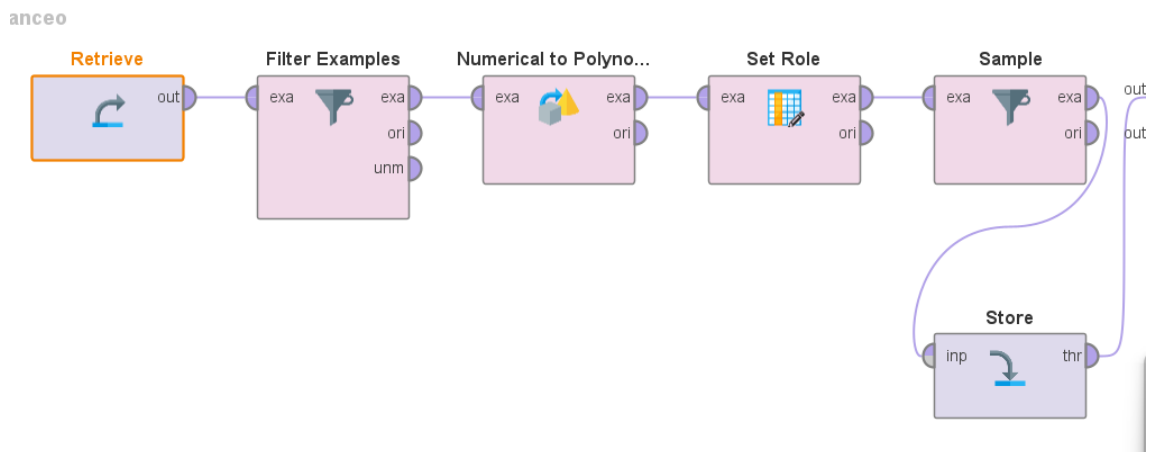 anceo
Retrieve
Filter Examples
Numerical to Polyno...
Set Role
Sample
out
exa
exa
ori
unm
exa
exa
ori
exa
exa
ori
exa
exa
ori
out
out
Store
inp
thr